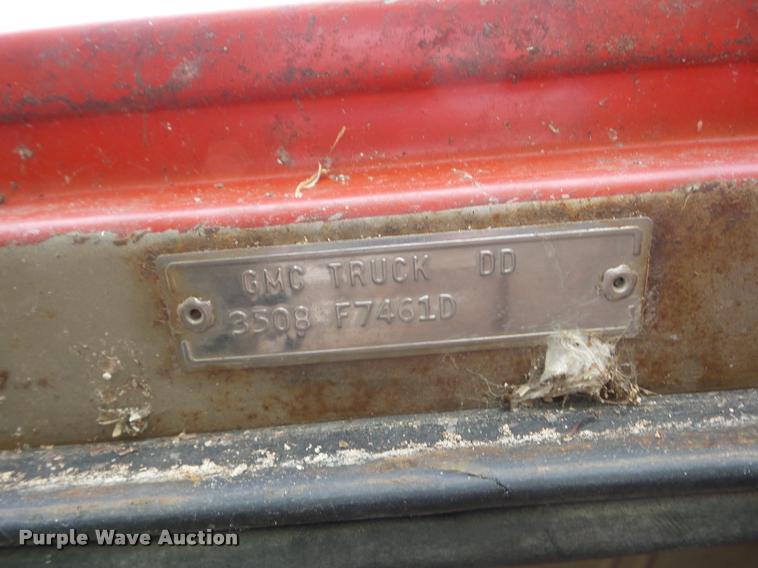 GMC TRUCK DD
3508 F7461D
Purple Wave Auction